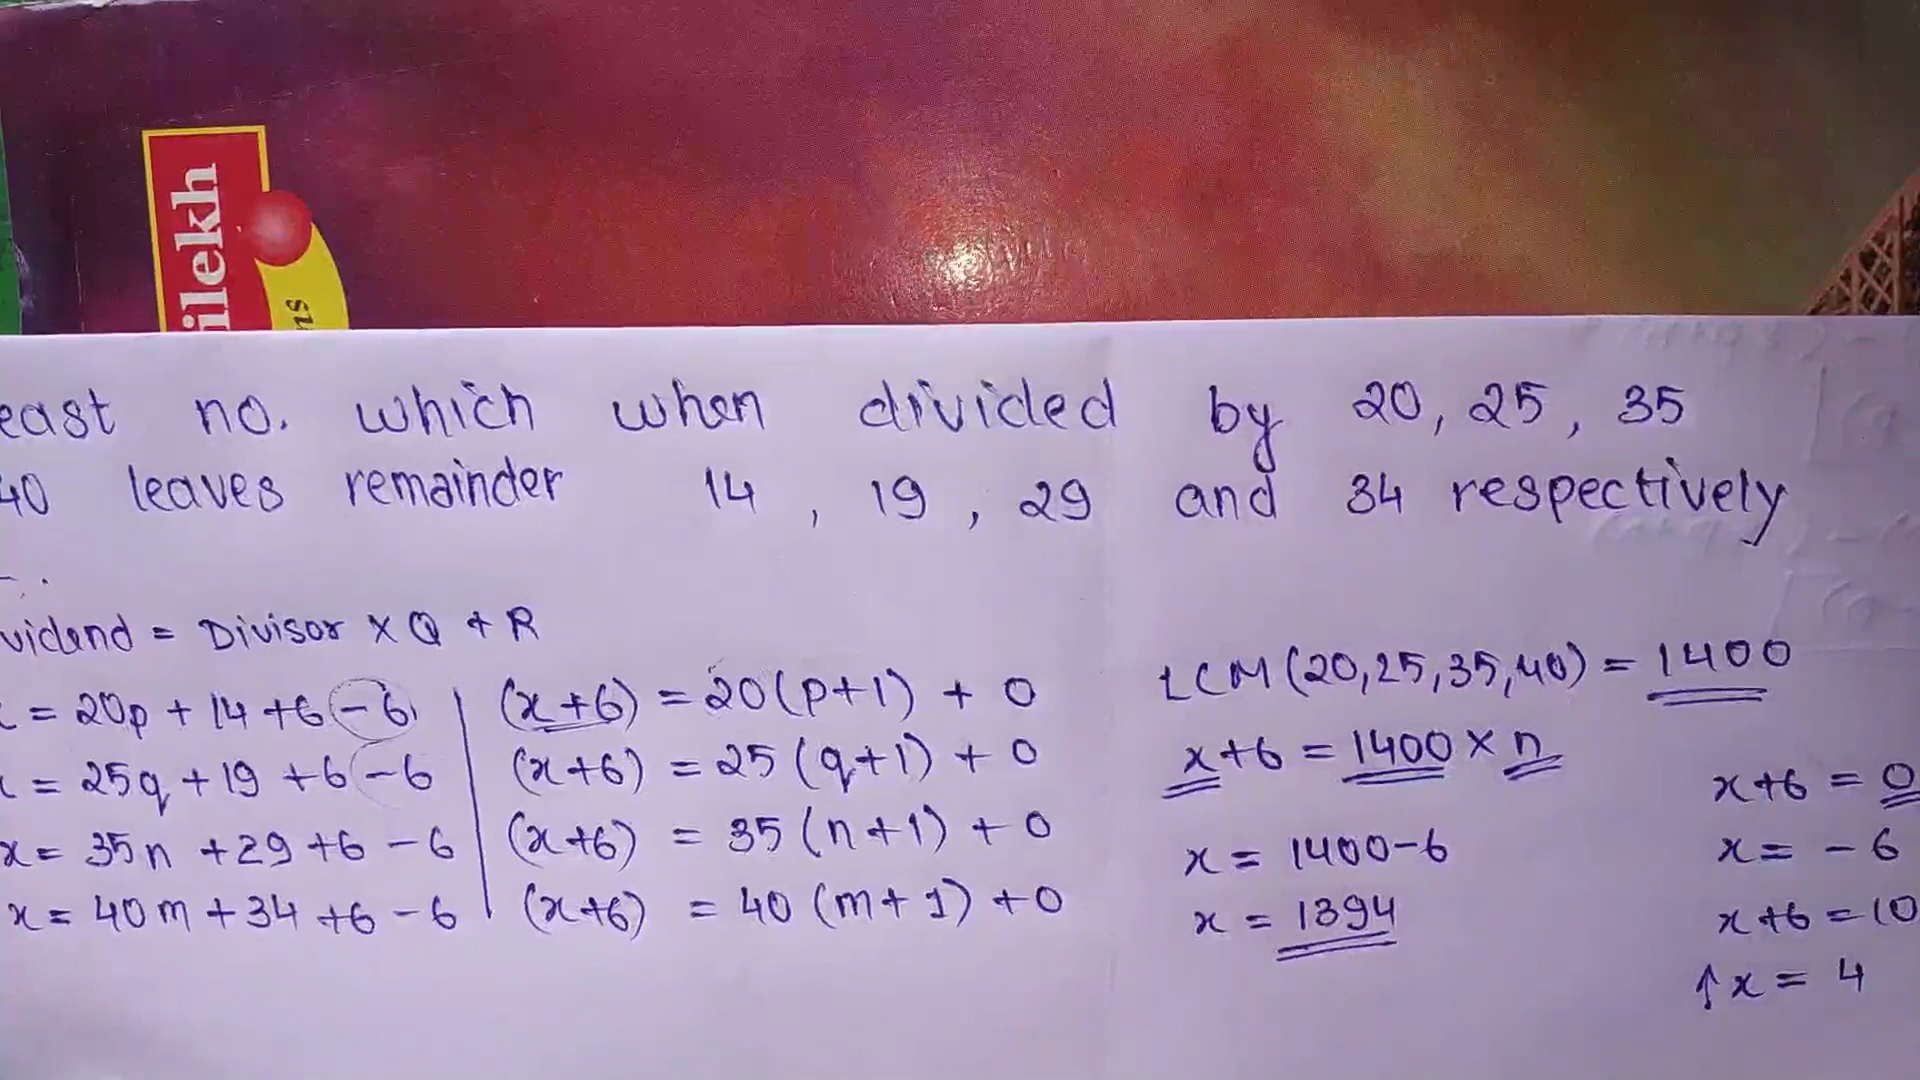 ilekh
ns
east no. which when divided by 20, 25, 35
40 leaves remainder 14, 19, 29 and 34 respectively
vidend = Divisor x Q + R
x = 20p + 14 + 6 - 6
x = 25q + 19 + 6 - 6
x = 35n + 29 + 6 - 6
x = 40m + 34 + 6 - 6
(x+6) = 20(p+1) + 0
(x+6) = 25(q+1) + 0
(x+6) = 35(n+1) + 0
(x+6) = 40(m+1) + 0
LCM(20,25,35,40) = 1400
x+6 = 1400 x n
x = 1400-6
x = 1394
x+6 = 0
x = -6
x+6 = 10
↑ x = 4